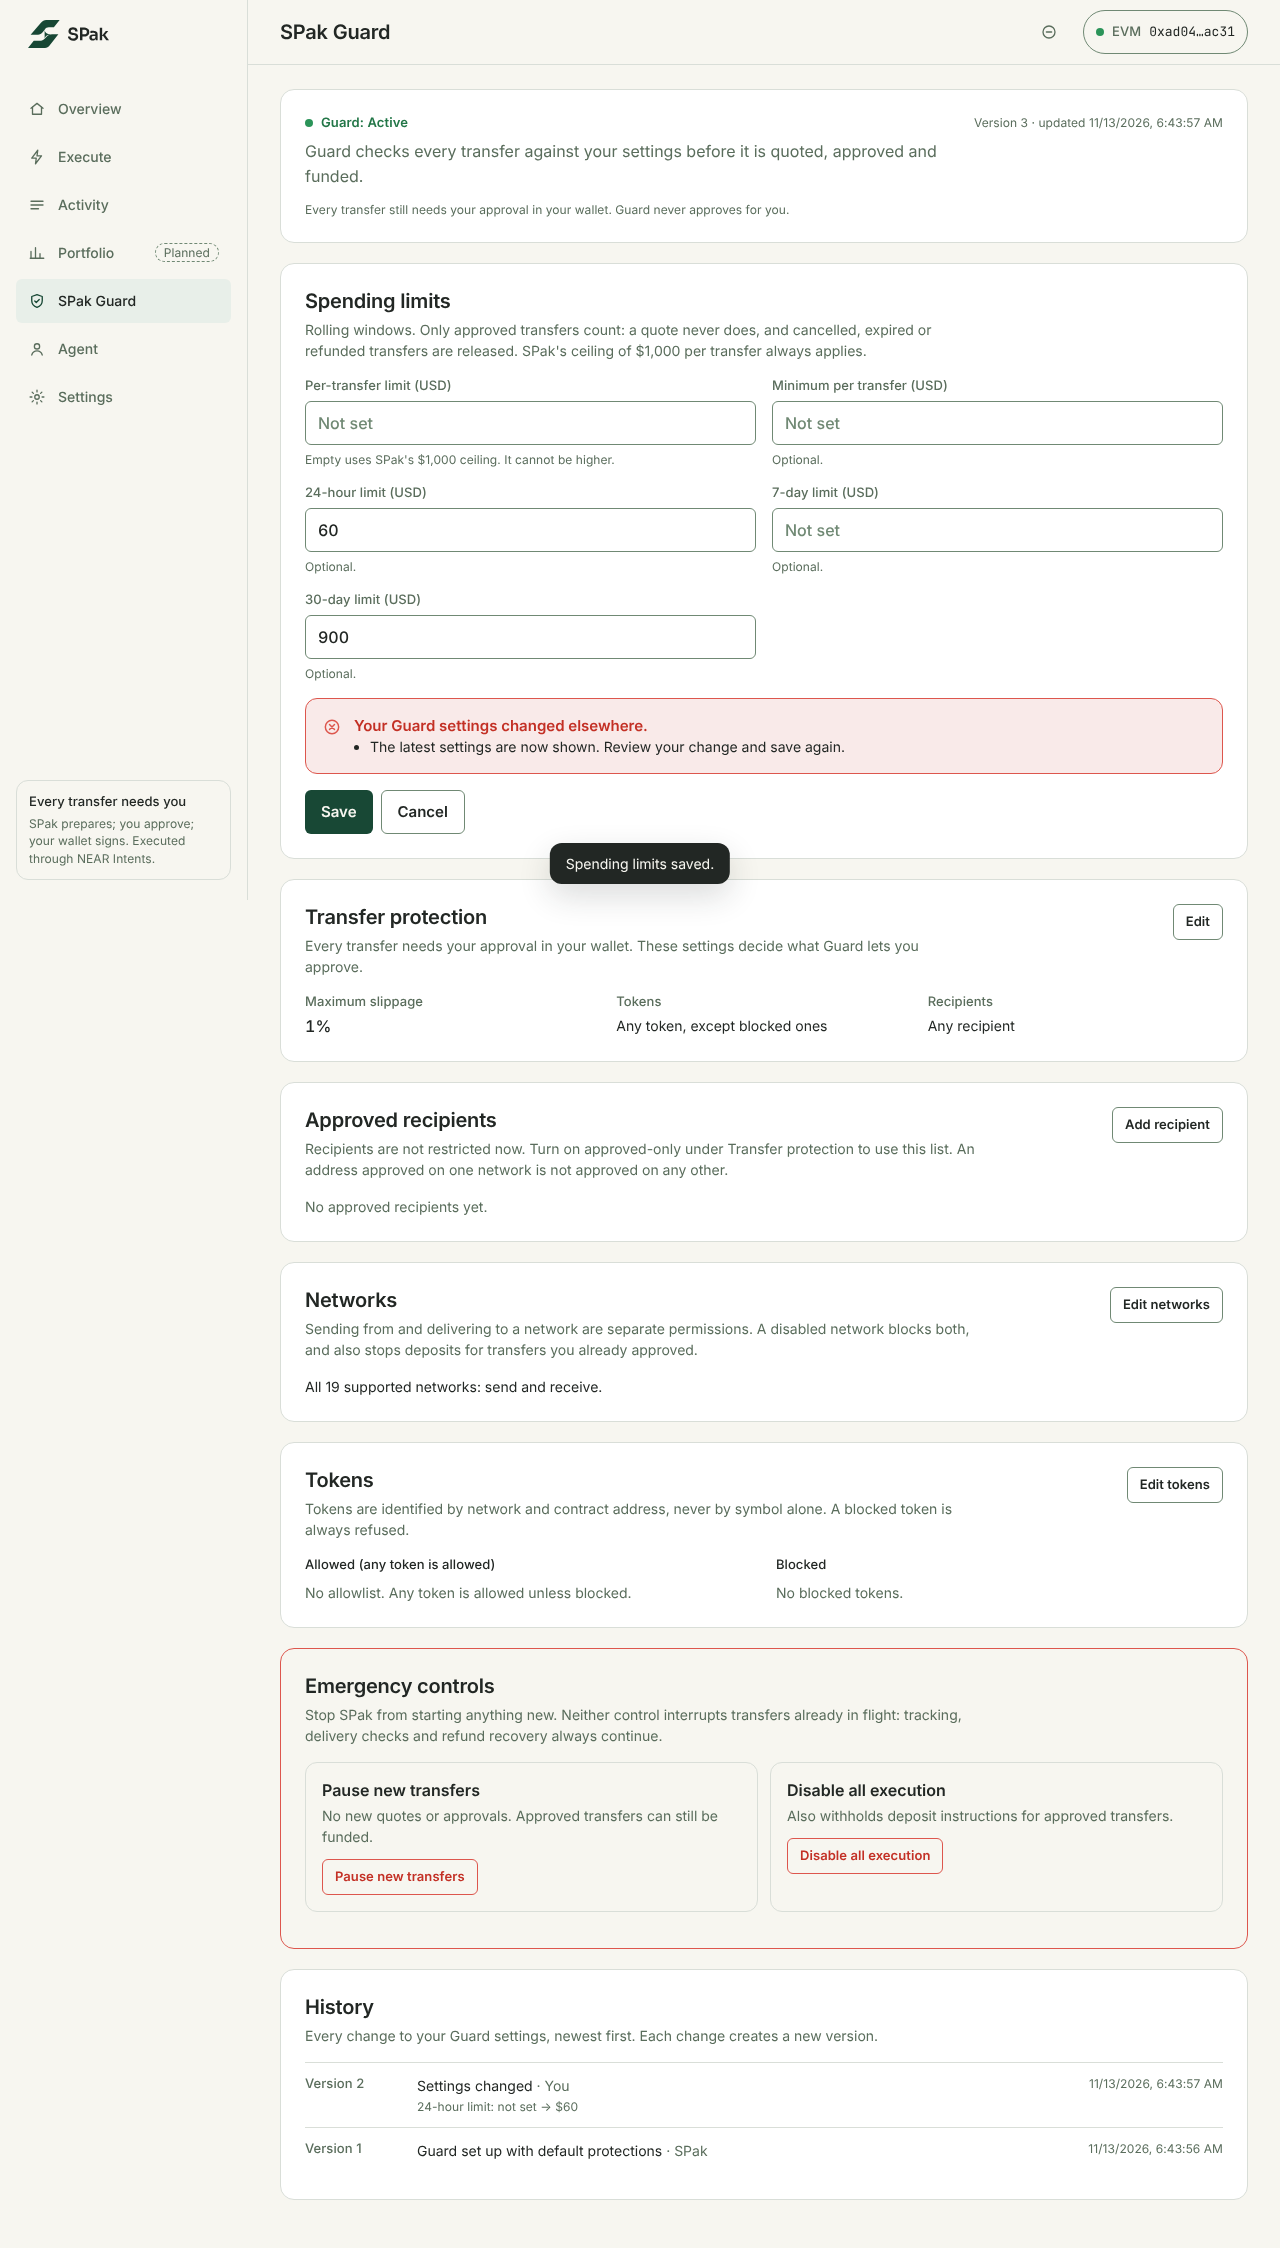 SPak
SPak Guard
EVM 0xad04…ac31
Overview
Execute
Activity
Portfolio
Planned
SPak Guard
Agent
Settings
Every transfer needs you
SPak prepares; you approve;
your wallet signs. Executed
through NEAR Intents.
Guard: Active
Version 3 · updated 11/13/2026, 6:43:57 AM
Guard checks every transfer against your settings before it is quoted, approved and
funded.
Every transfer still needs your approval in your wallet. Guard never approves for you.
Spending limits
Rolling windows. Only approved transfers count: a quote never does, and cancelled, expired or
refunded transfers are released. SPak's ceiling of $1,000 per transfer always applies.
Per-transfer limit (USD)
Minimum per transfer (USD)
Not set
Not set
Empty uses SPak's $1,000 ceiling. It cannot be higher.
Optional.
24-hour limit (USD)
7-day limit (USD)
60
Not set
Optional.
Optional.
30-day limit (USD)
900
Optional.
Your Guard settings changed elsewhere.
• The latest settings are now shown. Review your change and save again.
Save
Cancel
Spending limits saved.
Transfer protection
Edit
Every transfer needs your approval in your wallet. These settings decide what Guard lets you
approve.
Maximum slippage
Tokens
Recipients
1%
Any token, except blocked ones
Any recipient
Approved recipients
Add recipient
Recipients are not restricted now. Turn on approved-only under Transfer protection to use this list. An
address approved on one network is not approved on any other.
No approved recipients yet.
Networks
Edit networks
Sending from and delivering to a network are separate permissions. A disabled network blocks both,
and also stops deposits for transfers you already approved.
All 19 supported networks: send and receive.
Tokens
Edit tokens
Tokens are identified by network and contract address, never by symbol alone. A blocked token is
always refused.
Allowed (any token is allowed)
Blocked
No allowlist. Any token is allowed unless blocked.
No blocked tokens.
Emergency controls
Stop SPak from starting anything new. Neither control interrupts transfers already in flight: tracking,
delivery checks and refund recovery always continue.
Pause new transfers
No new quotes or approvals. Approved transfers can still be
funded.
Pause new transfers
Disable all execution
Also withholds deposit instructions for approved transfers.
Disable all execution
History
Every change to your Guard settings, newest first. Each change creates a new version.
Version 2
Settings changed · You
11/13/2026, 6:43:57 AM
24-hour limit: not set → $60
Version 1
Guard set up with default protections · SPak
11/13/2026, 6:43:56 AM